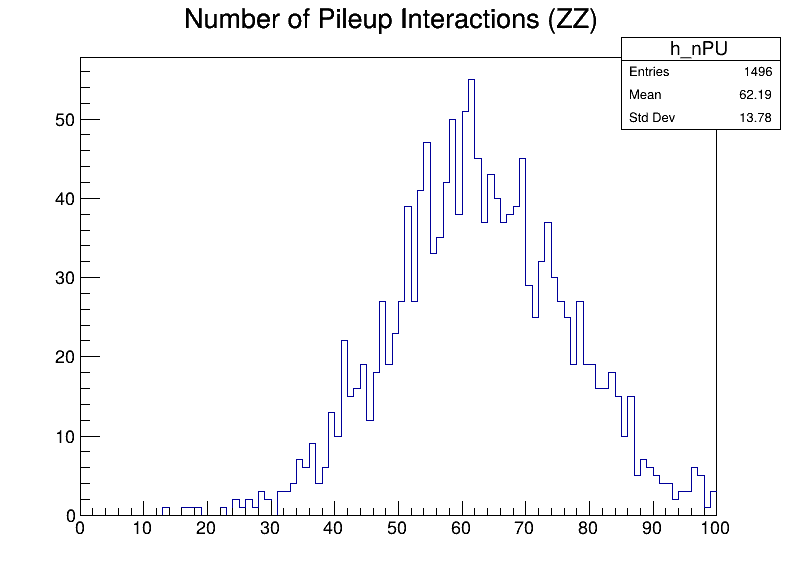 Number of Pileup Interactions (ZZ)
h_nPU
Entries 1496
Mean 62.19
Std Dev 13.78
50
40
30
20
10
0
0 10 20 30 40 50 60 70 80 90 100